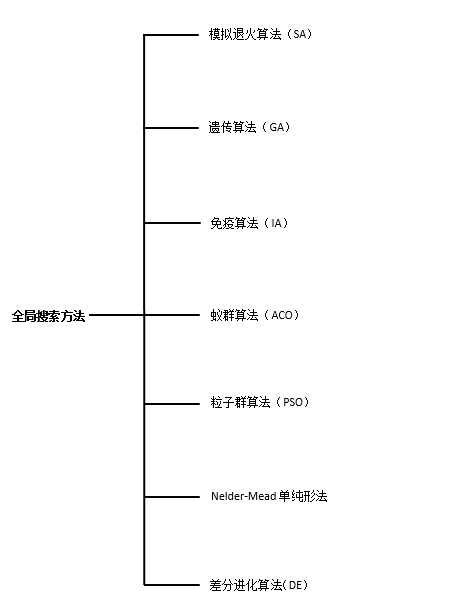 模拟退火算法（SA）
遗传算法（GA）
免疫算法（IA）
全局搜索方法
蚁群算法（ACO）
粒子群算法（PSO）
Nelder-Mead 单纯形法
差分进化算法(DE）